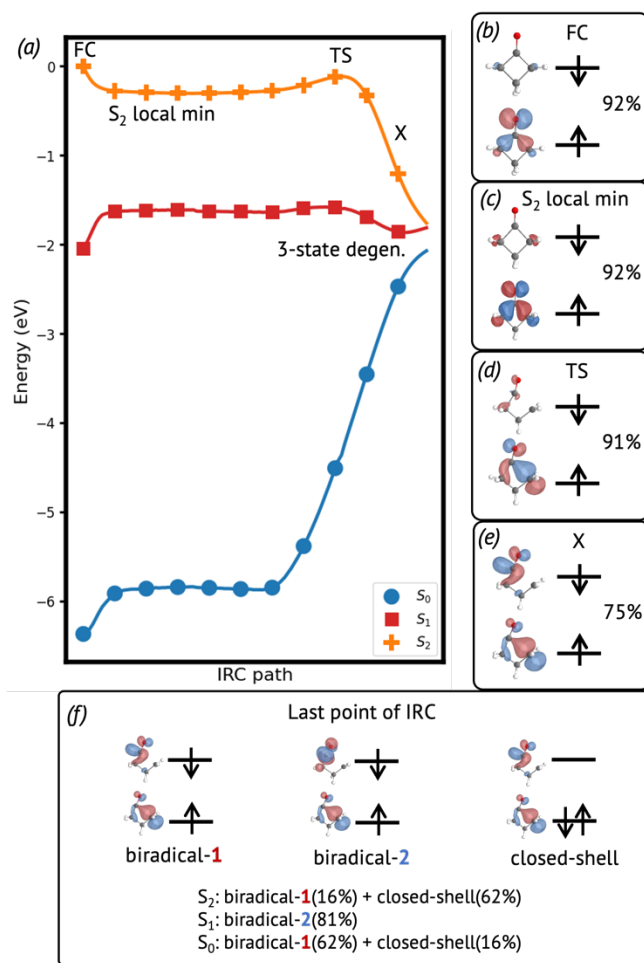 (a)
FC
TS
S₂ local min
X
3-state degen.
Energy (eV)
0
−1
−2
−3
−4
−5
−6
S₀
S₁
S₂
IRC path
(b)
FC
92%
(c)
S₂ local min
92%
(d)
TS
91%
(e)
X
75%
(f)
Last point of IRC
biradical-1
biradical-2
closed-shell
S₂: biradical-1(16%) + closed-shell(62%)
S₁: biradical-2(81%)
S₀: biradical-1(62%) + closed-shell(16%)